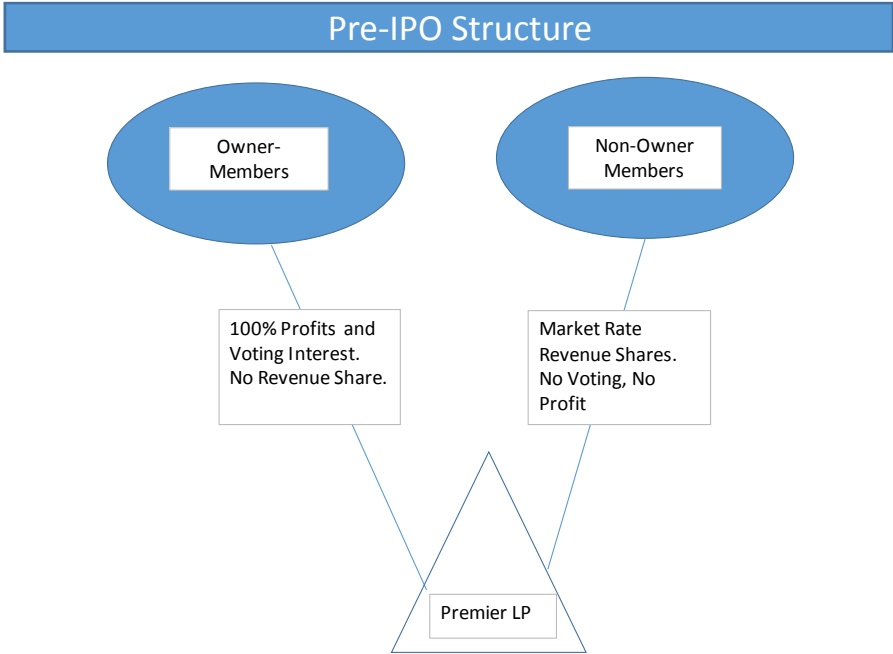 Pre-IPO Structure
Owner-
Members
Non-Owner
Members
100% Profits and
Voting Interest.
No Revenue Share.
Market Rate
Revenue Shares.
No Voting, No
Profit
Premier LP